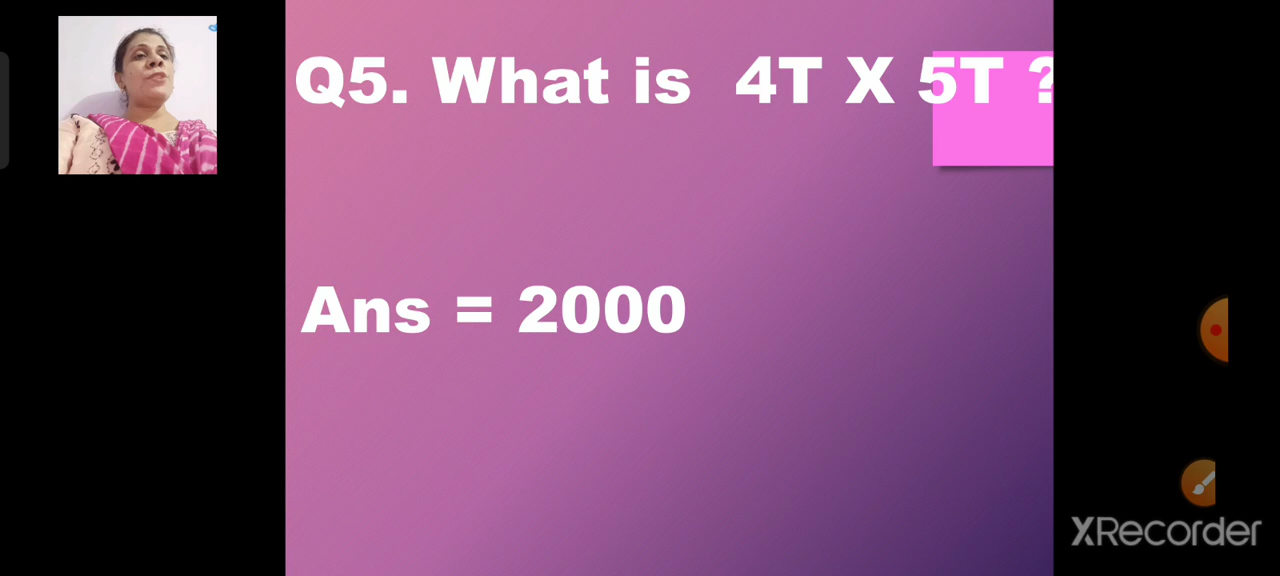 Q5. What is 4T X 5T ?
Ans = 2000
XRecorder